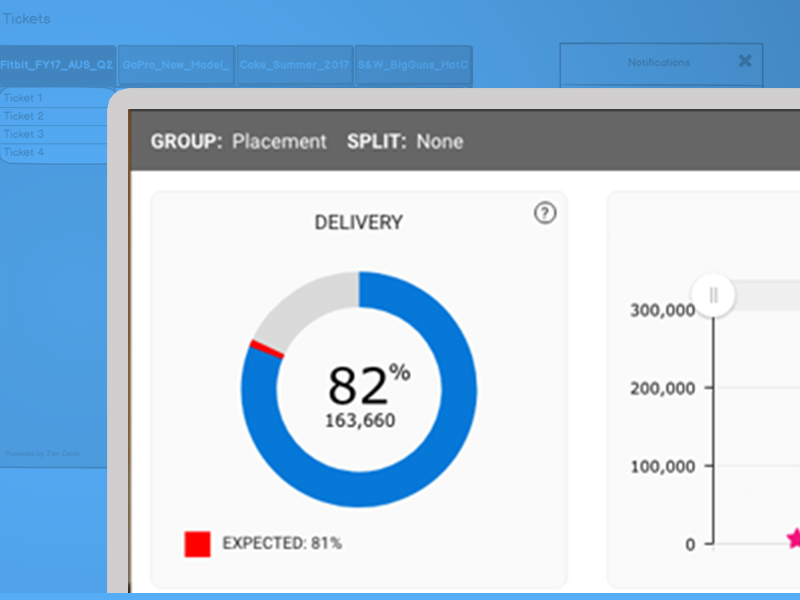 Tickets
Fitbit_FY17_AUS_Q2
GoPro_New_Model_
Coke_Summer_2017
S&W_BigGuns_HotC
Notifications
Ticket 1
Ticket 2
Ticket 3
Ticket 4
Powered by Zen Desk
GROUP: Placement SPLIT: None
DELIVERY
?
82%
163,660
EXPECTED: 81%
300,000
200,000
100,000
0